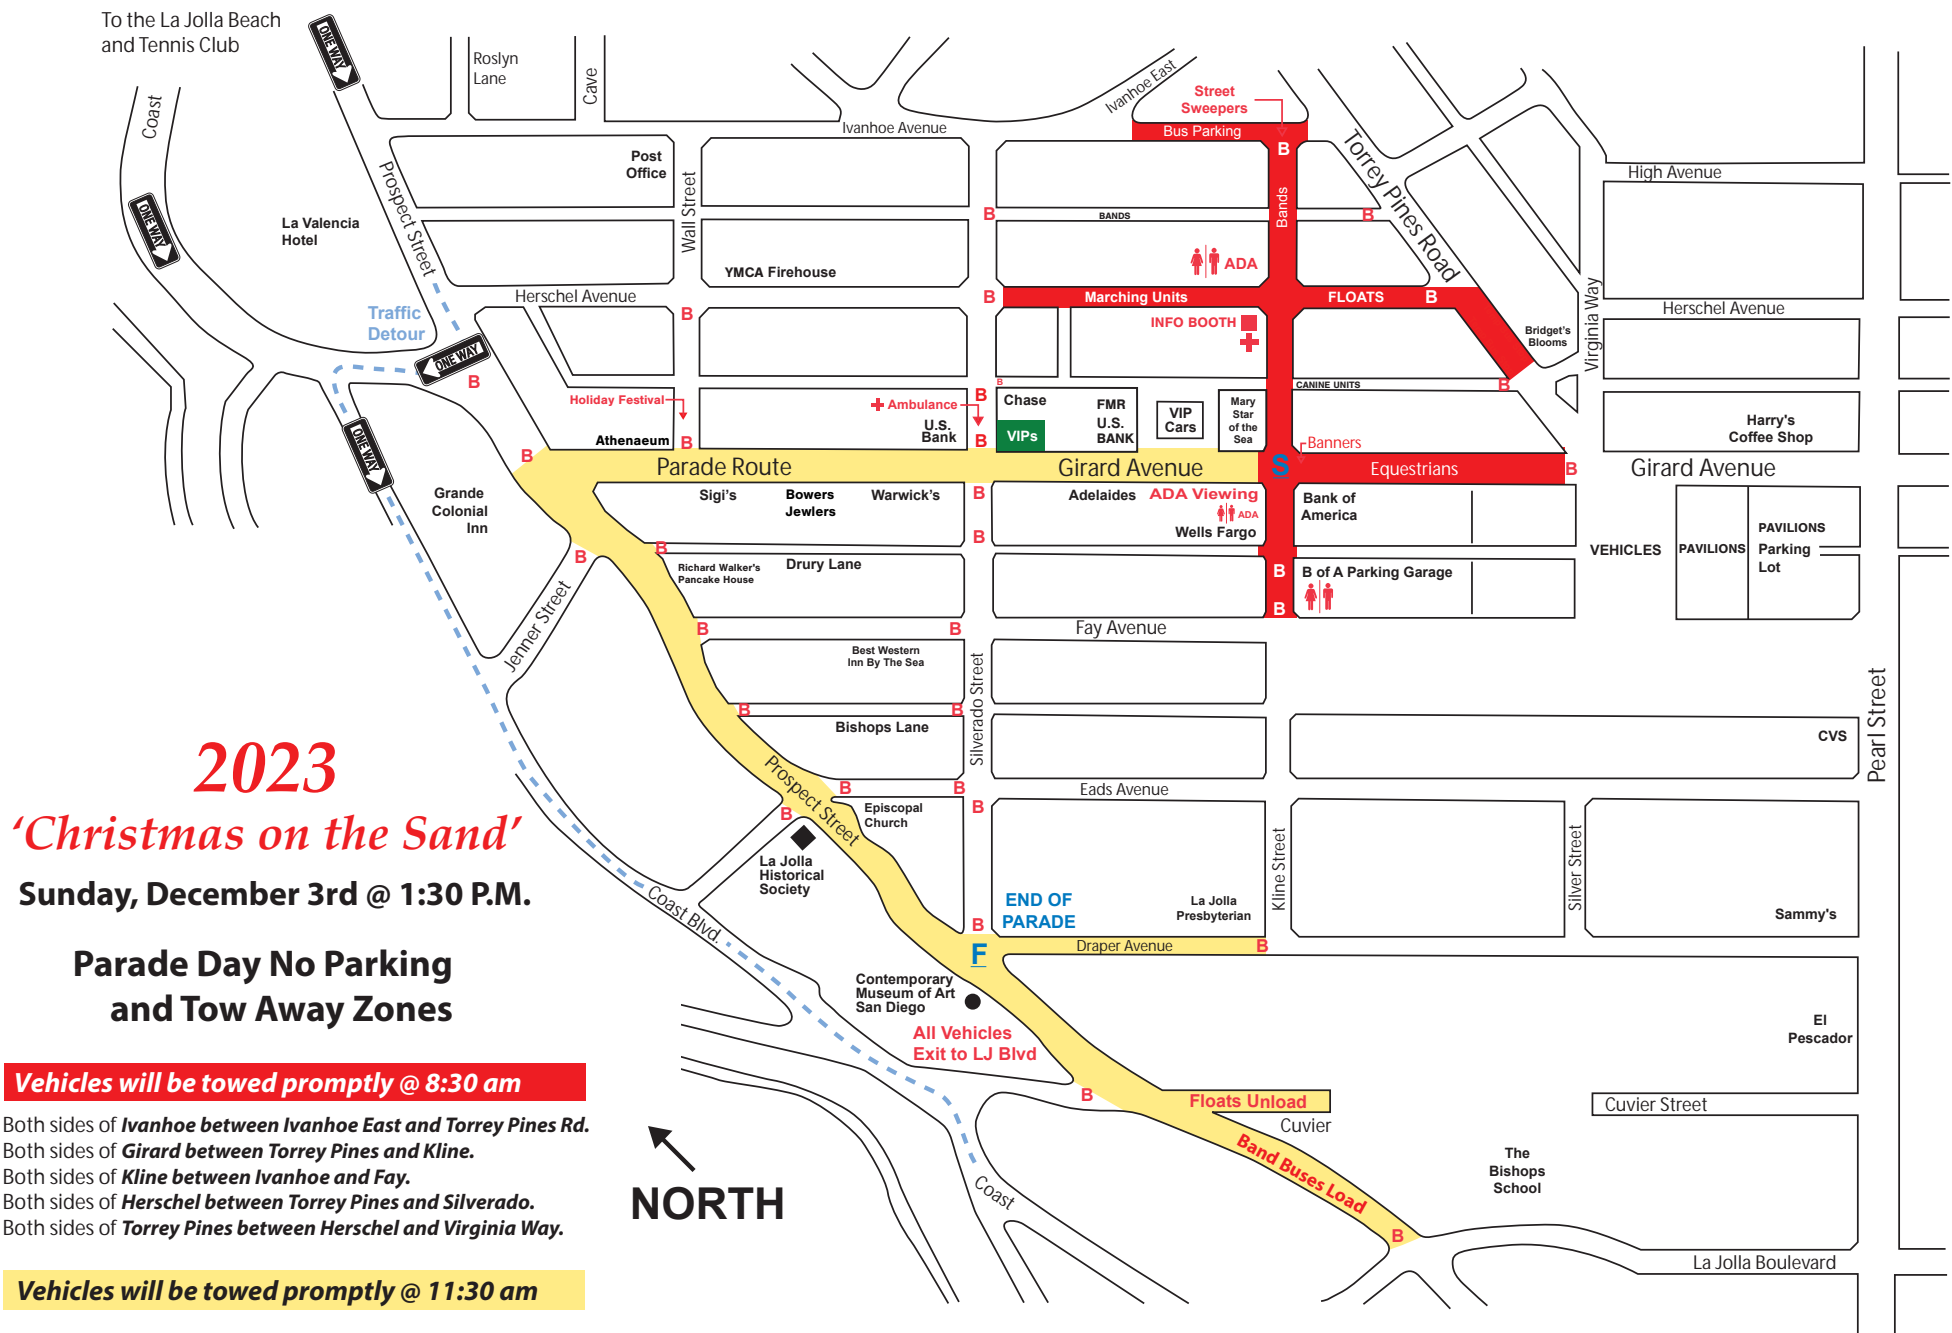 To the La Jolla Beach
and Tennis Club
ONE WAY
Roslyn
Lane
Cave
Coast
Ivanhoe East
Street
Sweepers
Ivanhoe Avenue
Bus Parking
B
Torrey Pines Road
High Avenue
Post
Office
Prospect Street
Wall Street
ONE WAY
La Valencia
Hotel
B
BANDS
Bands
B
YMCA Firehouse
ADA
Virginia Way
Herschel Avenue
B
Marching Units
FLOATS
B
Herschel Avenue
Traffic
Detour
B
INFO BOOTH
Bridget's
Blooms
ONE WAY
B
B
CANINE UNITS
B
Holiday Festival
Ambulance
B
Chase
FMR
U.S.
BANK
VIP
Cars
Mary
Star
of the
Sea
Harry's
Coffee Shop
ONE WAY
Athenaeum
B
U.S.
Bank
B
VIPs
Banners
B
Parade Route
Girard Avenue
S
Equestrians
B
Girard Avenue
Grande
Colonial
Inn
Sigi's
Bowers
Jewlers
Warwick's
B
Adelaides
ADA Viewing
ADA
Wells Fargo
Bank of
America
B
B
B
VEHICLES
PAVILIONS
PAVILIONS
Parking
Lot
Richard Walker's
Pancake House
Drury Lane
B
B of A Parking Garage
B
Jenner Street
B
B
Fay Avenue
Best Western
Inn By The Sea
Silverado Street
Pearl Street
B
B
Bishops Lane
CVS
2023
'Christmas on the Sand'
Sunday, December 3rd @ 1:30 P.M.
Prospect Street
B
B
Eads Avenue
B
B
Episcopal
Church
La Jolla
Historical
Society
Kline Street
Silver Street
Coast Blvd.
END OF
PARADE
La Jolla
Presbyterian
Sammy's
B
F
Draper Avenue
B
Parade Day No Parking
and Tow Away Zones
Contemporary
Museum of Art
San Diego
All Vehicles
Exit to LJ Blvd
El
Pescador
B
Floats Unload
Cuvier
Cuvier Street
Band Buses Load
The
Bishops
School
Coast
B
La Jolla Boulevard
NORTH
Vehicles will be towed promptly @ 8:30 am
Both sides of Ivanhoe between Ivanhoe East and Torrey Pines Rd.
Both sides of Girard between Torrey Pines and Kline.
Both sides of Kline between Ivanhoe and Fay.
Both sides of Herschel between Torrey Pines and Silverado.
Both sides of Torrey Pines between Herschel and Virginia Way.
Vehicles will be towed promptly @ 11:30 am